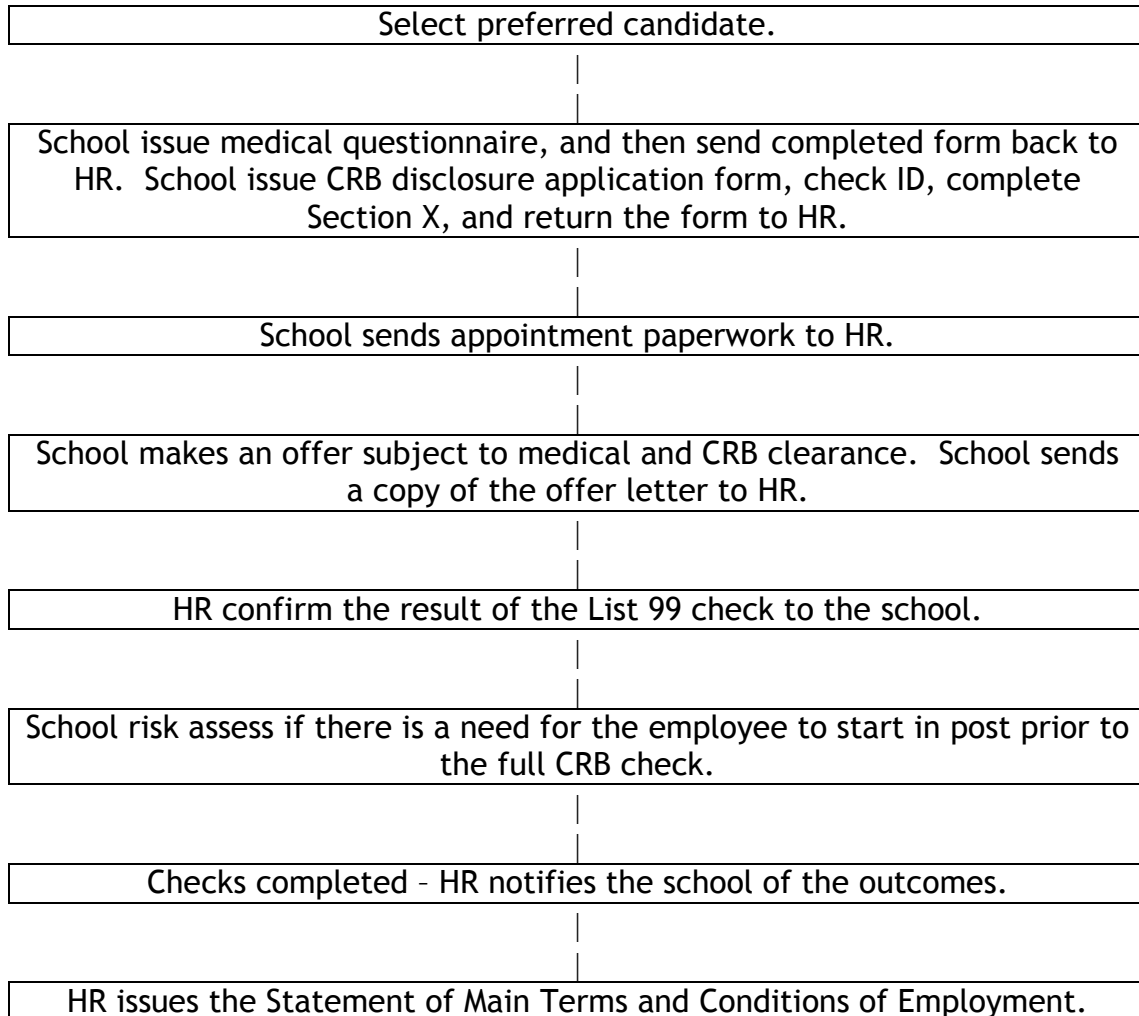 Select preferred candidate.
School issue medical questionnaire, and then send completed form back to
HR.  School issue CRB disclosure application form, check ID, complete
Section X, and return the form to HR.
School sends appointment paperwork to HR.
School makes an offer subject to medical and CRB clearance.  School sends
a copy of the offer letter to HR.
HR confirm the result of the List 99 check to the school.
School risk assess if there is a need for the employee to start in post prior to
the full CRB check.
Checks completed – HR notifies the school of the outcomes.
HR issues the Statement of Main Terms and Conditions of Employment.